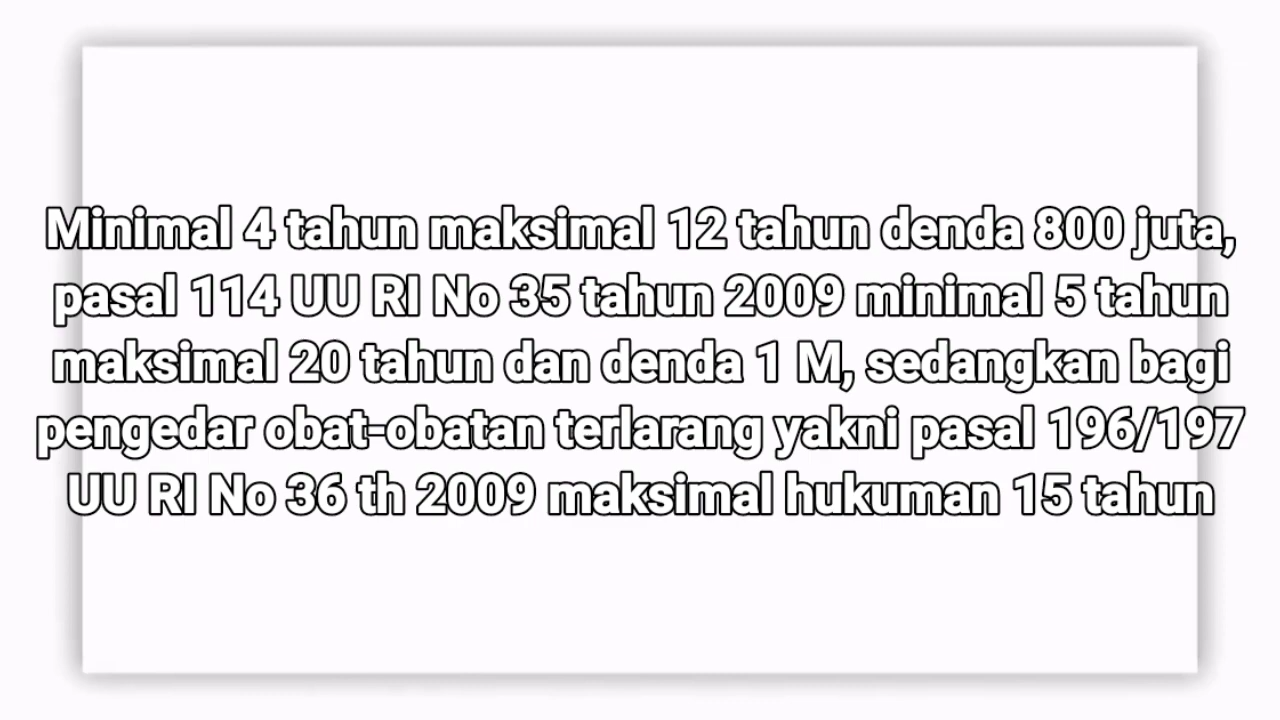 Minimal 4 tahun maksimal 12 tahun denda 800 juta,
pasal 114 UU RI No 35 tahun 2009 minimal 5 tahun
maksimal 20 tahun dan denda 1 M, sedangkan bagi
pengedar obat-obatan terlarang yakni pasal 196/197
UU RI No 36 th 2009 maksimal hukuman 15 tahun